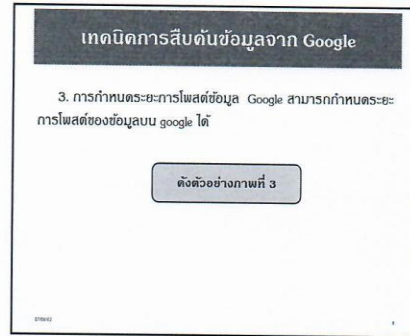 เทคนิคการสืบค้นข้อมูลจาก Google
3. การกำหนดระยะการโพสต์ข้อมูล Google สามารถกำหนดระยะ
การโพสต์ของข้อมูลบน google ได้
ดังตัวอย่างภาพที่ 3